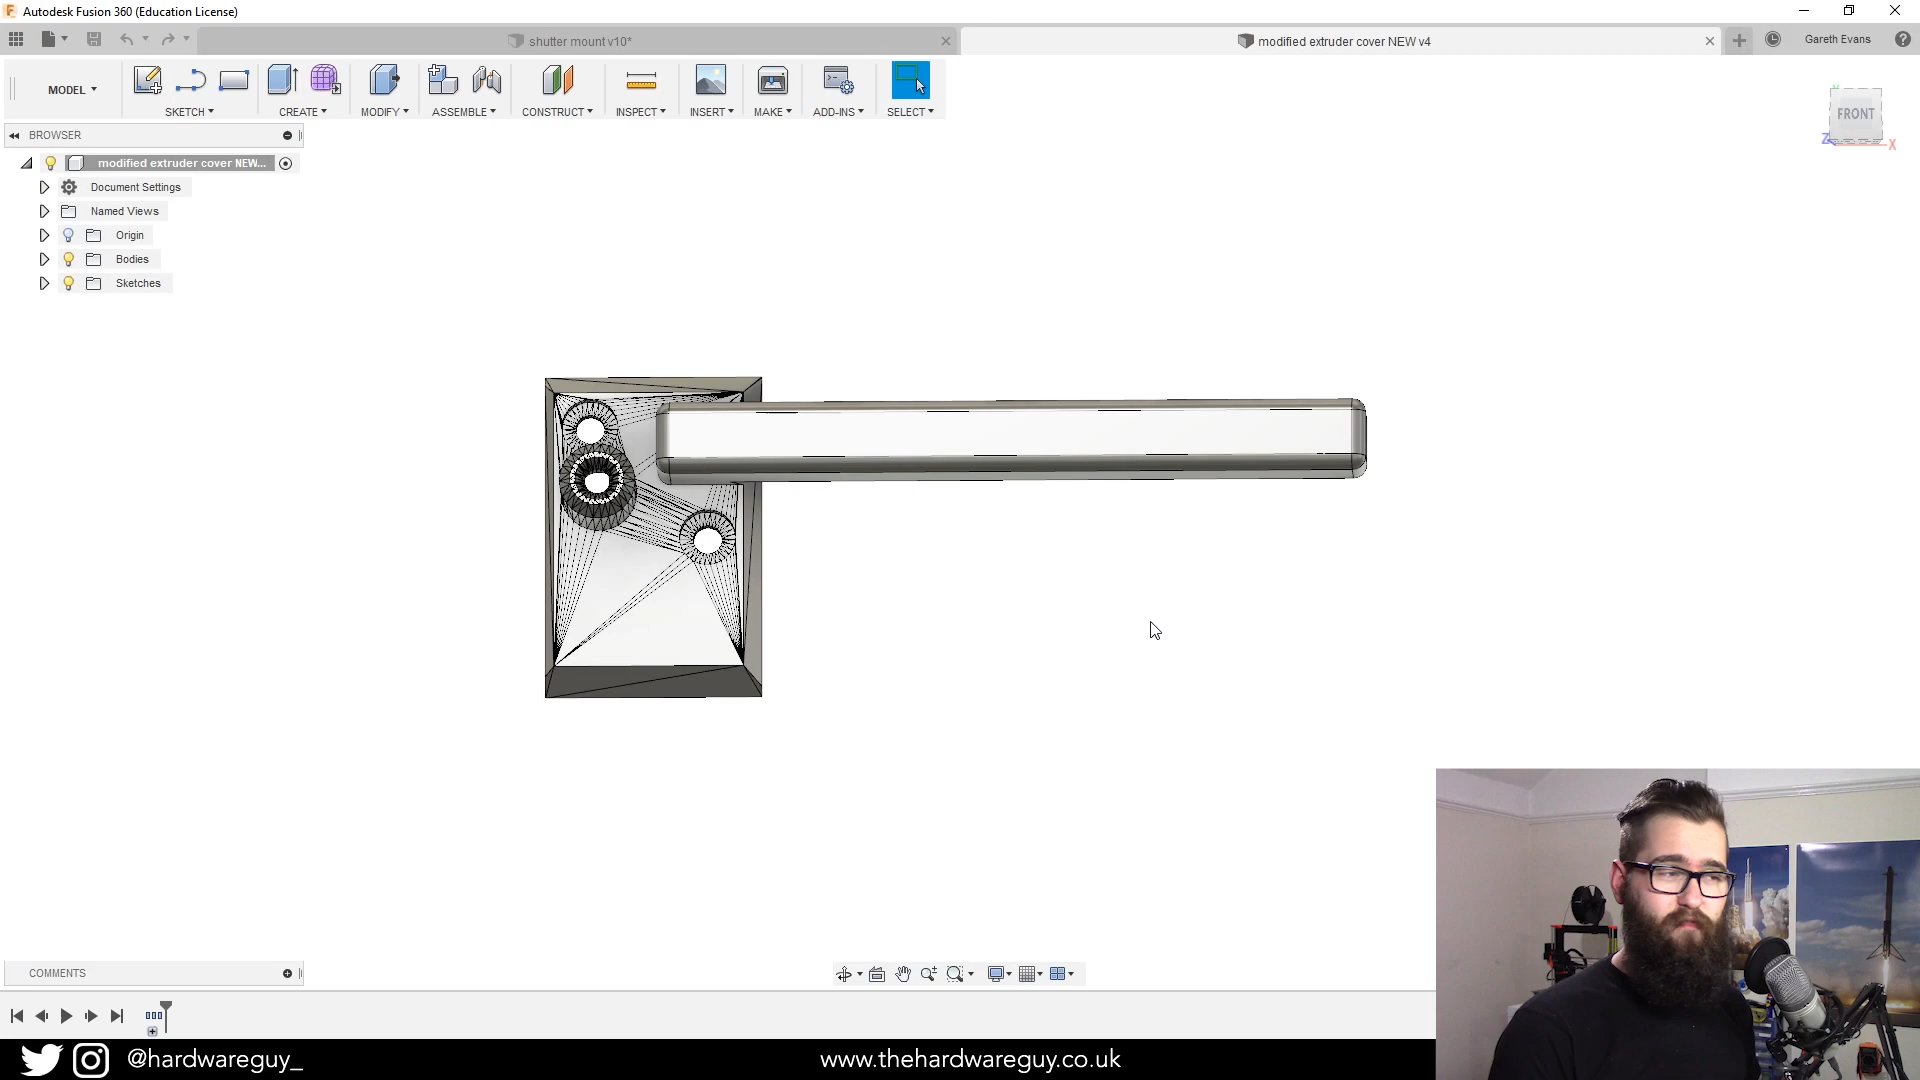 Autodesk Fusion 360 (Education License)
shutter mount v10*
modified extruder cover NEW v4
Gareth Evans
MODEL
SKETCH
CREATE
MODIFY
ASSEMBLE
CONSTRUCT
INSPECT
INSERT
MAKE
ADD-INS
SELECT
FRONT
Z
X
BROWSER
modified extruder cover NEW...
Document Settings
Named Views
Origin
Bodies
Sketches
COMMENTS
@hardwareguy_
www.thehardwareguy.co.uk